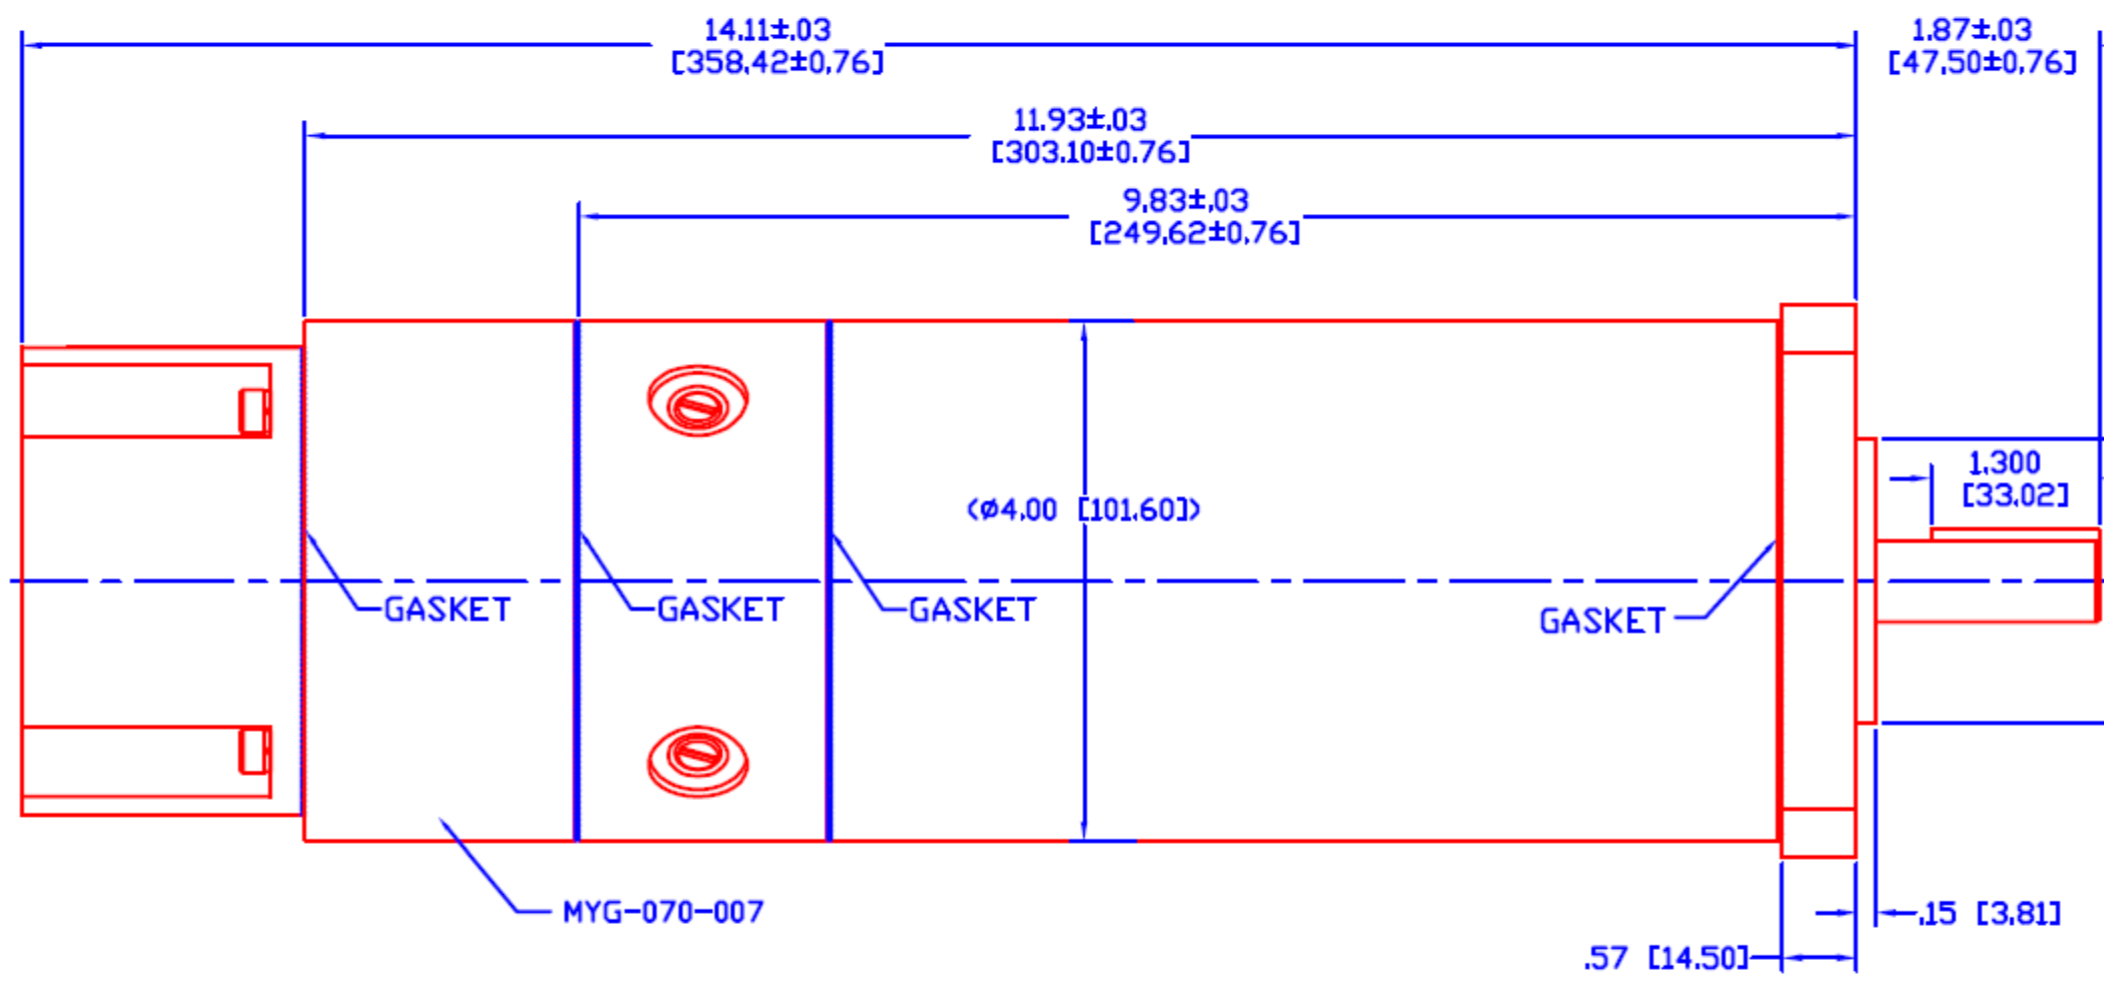 14.11±.03
[358.42±0.76]
1.87±.03
[47.50±0.76]
11.93±.03
[303.10±0.76]
9.83±.03
[249.62±0.76]
1.300
[33.02]
(ø4.00 [101.60])
GASKET
GASKET
GASKET
GASKET
MYG-070-007
.15 [3.81]
.57 [14.50]